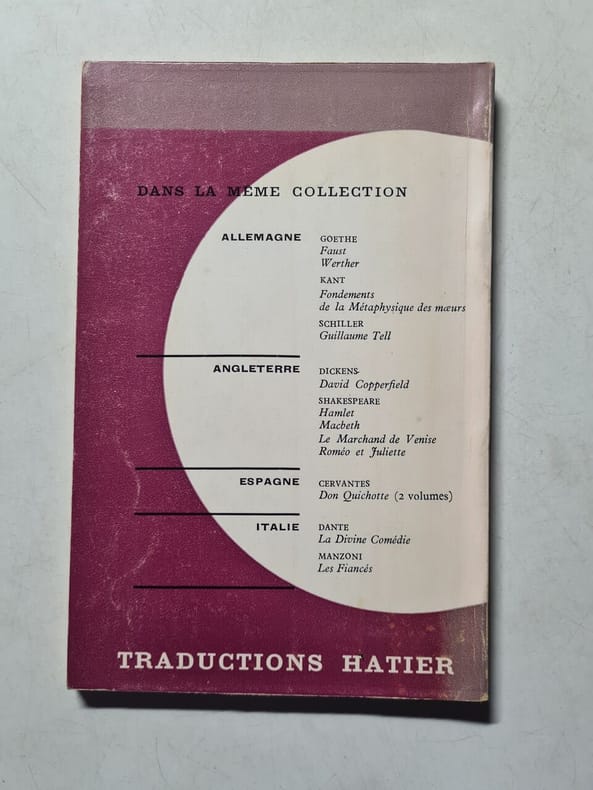 DANS LA MÊME COLLECTION
ALLEMAGNE GOETHE
Faust
Werther
KANT
Fondements
de la Métaphysique des mœurs
SCHILLER
Guillaume Tell
ANGLETERRE DICKENS
David Copperfield
SHAKESPEARE
Hamlet
Macbeth
Le Marchand de Venise
Roméo et Juliette
ESPAGNE CERVANTES
Don Quichotte (2 volumes)
ITALIE DANTE
La Divine Comédie
MANZONI
Les Fiancés
TRADUCTIONS HATIER